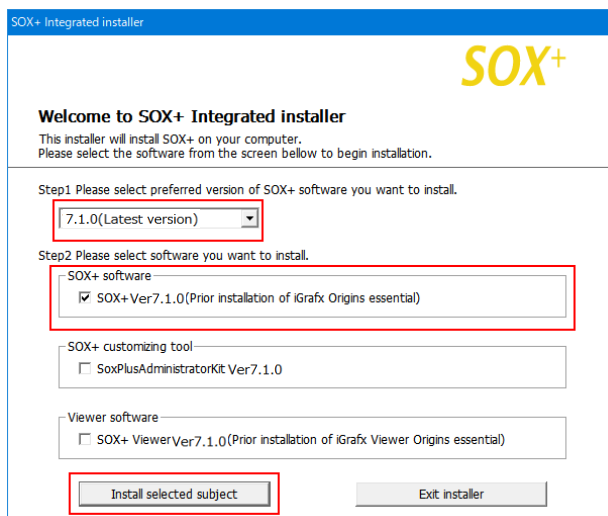 SOX+ Integrated installer
SOX+
Welcome to SOX+ Integrated installer
This installer will install SOX+ on your computer.
Please select the software from the screen bellow to begin installation.
Step1 Please select preferred version of SOX+ software you want to install.
7.1.0(Latest version)
Step2 Please select software you want to install.
SOX+ software
SOX+Ver7.1.0(Prior installation of iGrafx Origins essential)
SOX+ customizing tool
SoxPlusAdministratorKit Ver7.1.0
Viewer software
SOX+ ViewerVer7.1.0(Prior installation of iGrafx Viewer Origins essential)
Install selected subject Exit installer